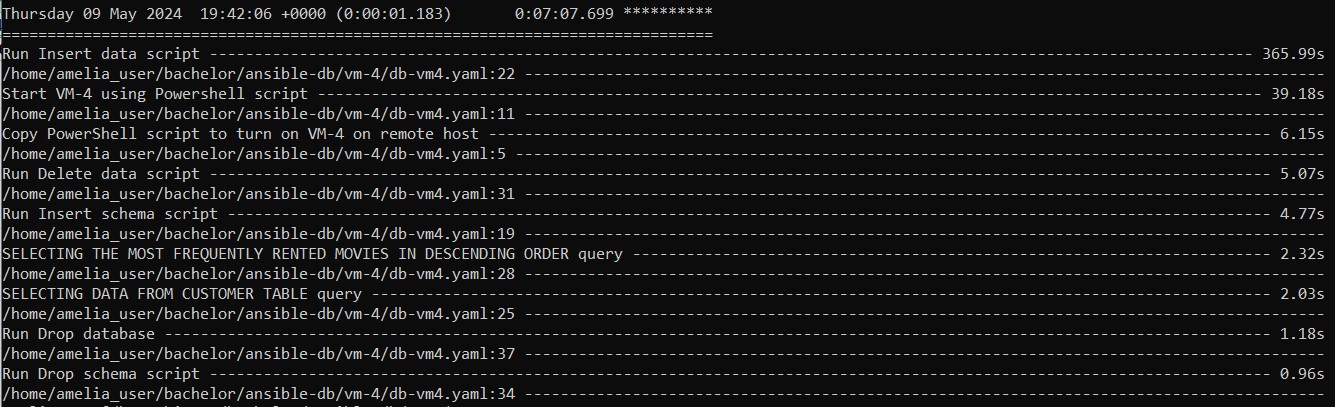 Thursday 09 May 2024  19:42:06 +0000 (0:00:01.183)       0:07:07.699 **********
===============================================================================
Run Insert data script ------------------------------------------------------------------------------------------------------------------- 365.99s
/home/amelia_user/bachelor/ansible-db/vm-4/db-vm4.yaml:22 -----------------------------------------------------------------------------------------
Start VM-4 using Powershell script -------------------------------------------------------------------------------------------------------- 39.18s
/home/amelia_user/bachelor/ansible-db/vm-4/db-vm4.yaml:11 -----------------------------------------------------------------------------------------
Copy PowerShell script to turn on VM-4 on remote host -------------------------------------------------------------------------------------- 6.15s
/home/amelia_user/bachelor/ansible-db/vm-4/db-vm4.yaml:5 ------------------------------------------------------------------------------------------
Run Delete data script --------------------------------------------------------------------------------------------------------------------- 5.07s
/home/amelia_user/bachelor/ansible-db/vm-4/db-vm4.yaml:31 -----------------------------------------------------------------------------------------
Run Insert schema script ------------------------------------------------------------------------------------------------------------------- 4.77s
/home/amelia_user/bachelor/ansible-db/vm-4/db-vm4.yaml:19 -----------------------------------------------------------------------------------------
SELECTING THE MOST FREQUENTLY RENTED MOVIES IN DESCENDING ORDER query ---------------------------------------------------------------------- 2.32s
/home/amelia_user/bachelor/ansible-db/vm-4/db-vm4.yaml:28 -----------------------------------------------------------------------------------------
SELECTING DATA FROM CUSTOMER TABLE query --------------------------------------------------------------------------------------------------- 2.03s
/home/amelia_user/bachelor/ansible-db/vm-4/db-vm4.yaml:25 -----------------------------------------------------------------------------------------
Run Drop database -------------------------------------------------------------------------------------------------------------------------- 1.18s
/home/amelia_user/bachelor/ansible-db/vm-4/db-vm4.yaml:37 -----------------------------------------------------------------------------------------
Run Drop schema script --------------------------------------------------------------------------------------------------------------------- 0.96s
/home/amelia_user/bachelor/ansible-db/vm-4/db-vm4.yaml:34 -----------------------------------------------------------------------------------------